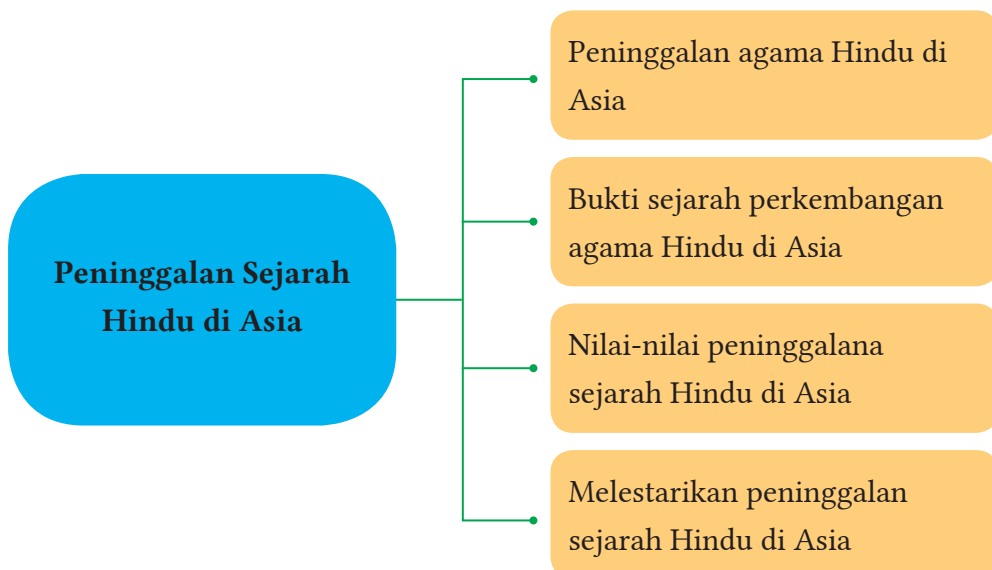 Peninggalan Sejarah
Hindu di Asia
Peninggalan agama Hindu di
Asia
Bukti sejarah perkembangan
agama Hindu di Asia
Nilai-nilai peninggalana
sejarah Hindu di Asia
Melestarikan peninggalan
sejarah Hindu di Asia